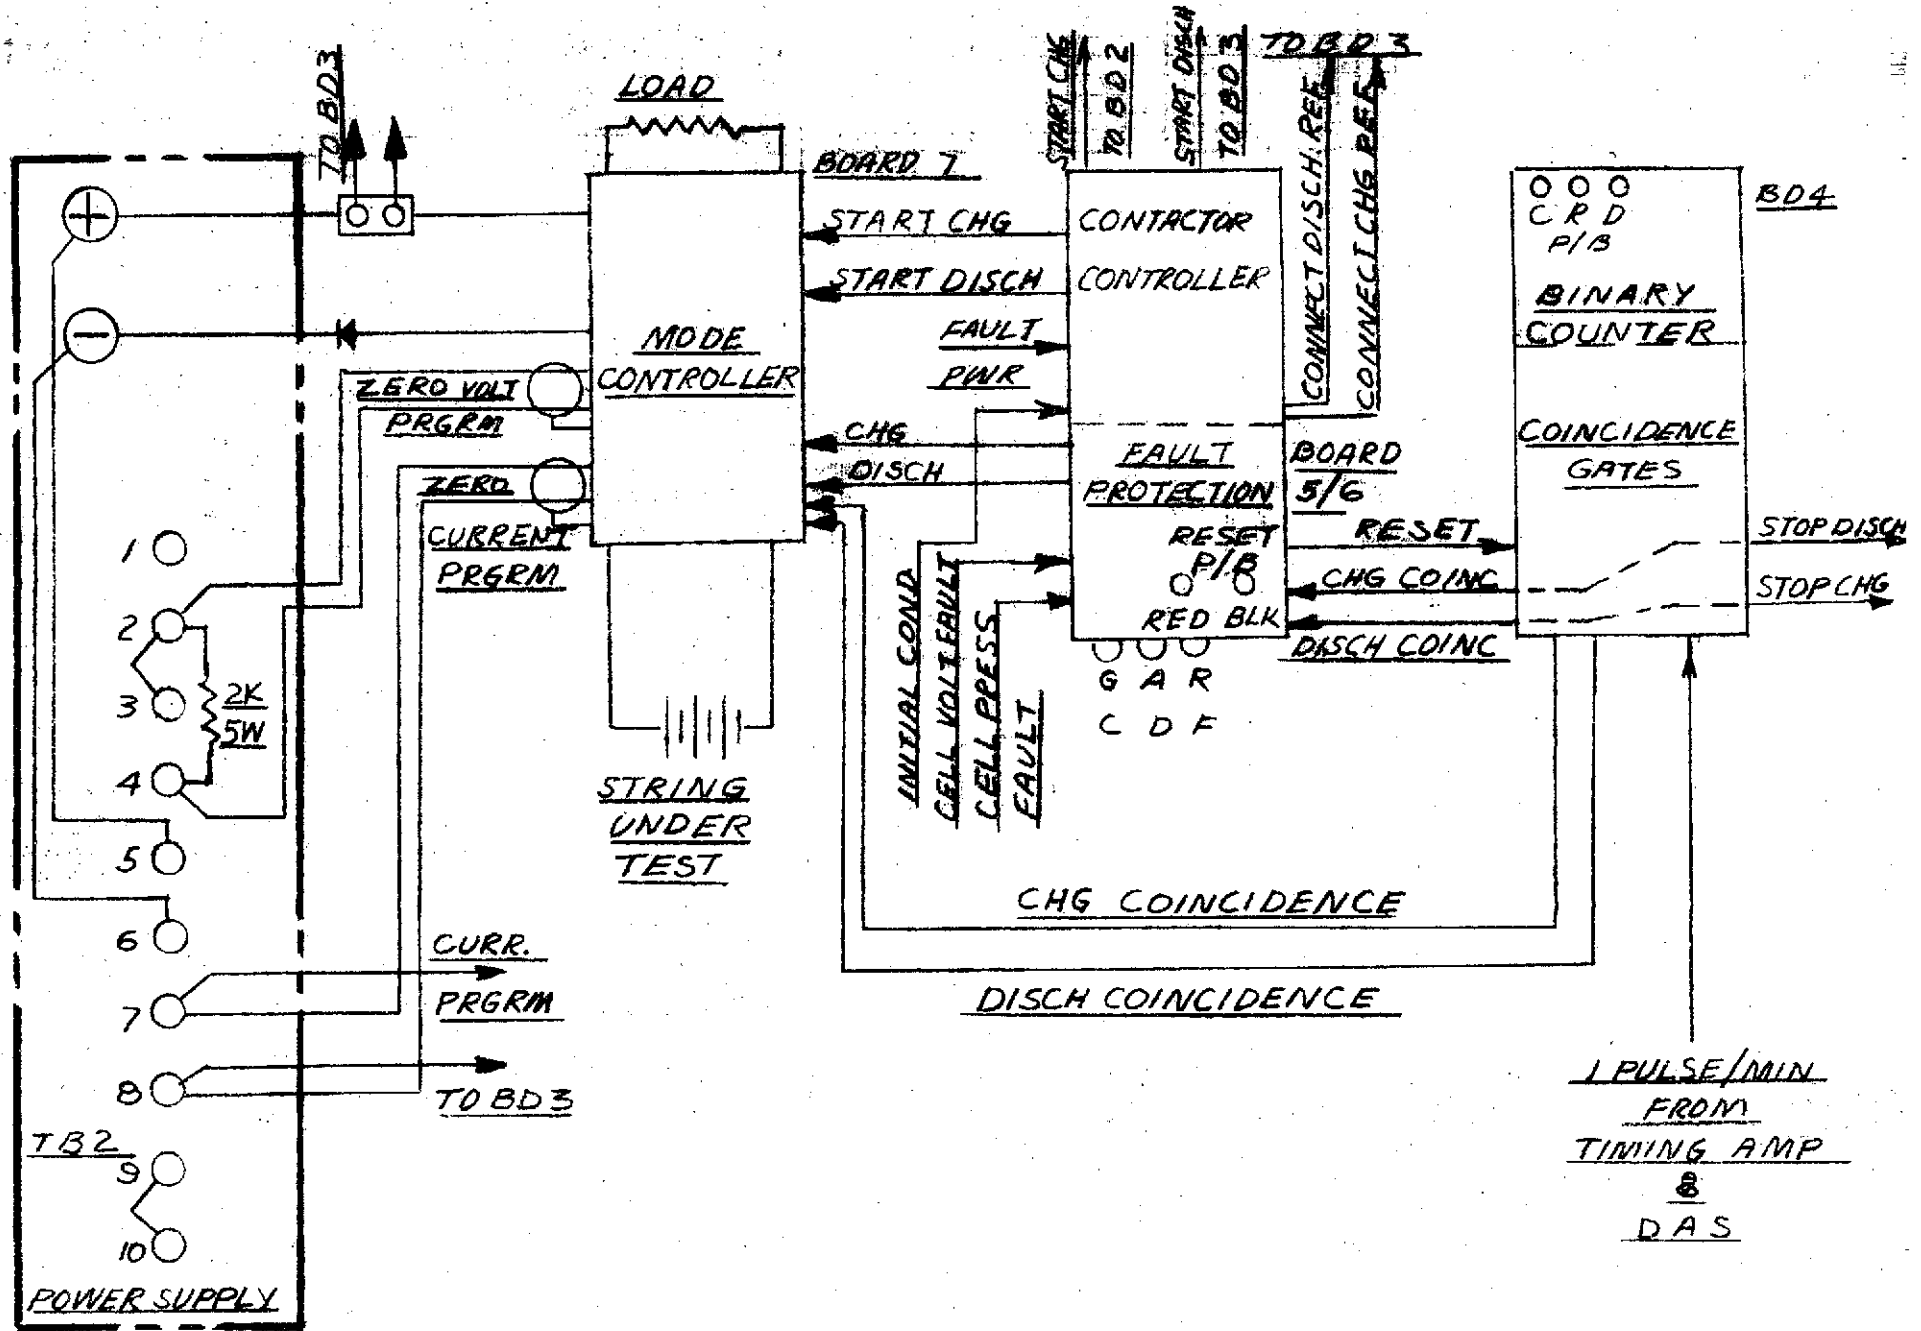 TO BD3
LOAD
START CHG
TO BD2
START DISCH
TO BD3
TO BD3
CONNECT DISCH. REF.
CONNECT CHG REF
BOARD 7
START CHG
START DISCH
FAULT
PWR
CHG
DISCH
CONTACTOR
CONTROLLER
FAULT
PROTECTION
RESET
P/B
RED BLK
BOARD
5/6
G A R
C D F
C R D
P/B
BD4
BINARY
COUNTER
COINCIDENCE
GATES
RESET
CHG COINC
DISCH COINC
STOP DISCH
STOP CHG
+
−
MODE
CONTROLLER
ZERO VOLT
PRGRM
ZERO
CURRENT
PRGRM
1
2
3
4
5
6
7
8
9
10
2K
5W
TB2
POWER SUPPLY
CURR.
PRGRM
TO BD3
STRING
UNDER
TEST
INITIAL COND
CELL VOLT FAULT
CELL PRESS
FAULT
CHG COINCIDENCE
DISCH COINCIDENCE
1 PULSE/MIN
FROM
TIMING AMP
&
DAS